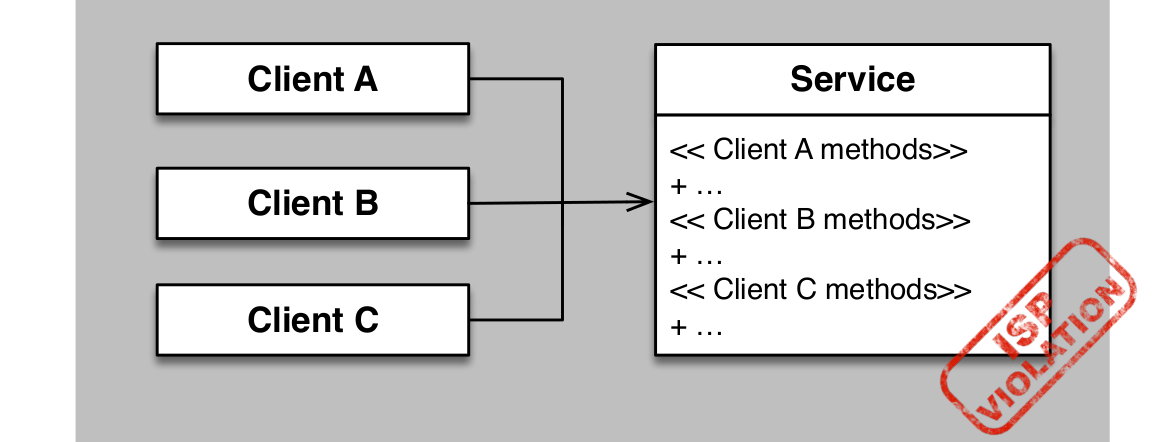 Client A
Client B
Client C
Service
<< Client A methods>>
+ ...
<< Client B methods>>
+ ...
<< Client C methods>>
+ ...
ISP
VIOLATION